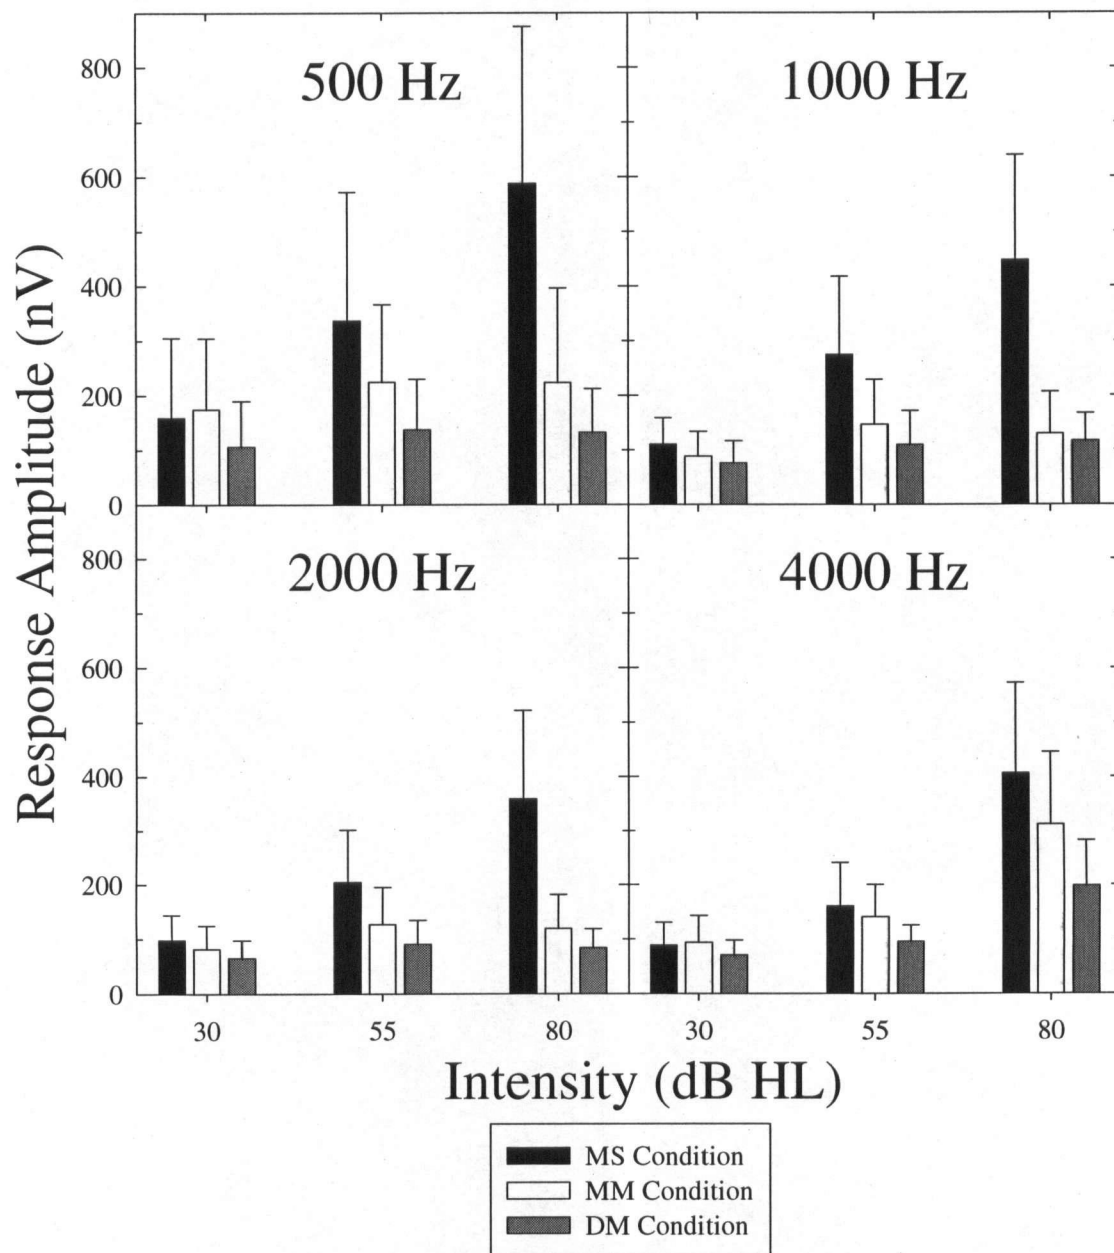 Response Amplitude (nV)
500 Hz
1000 Hz
800
600
400
200
0
2000 Hz
4000 Hz
800
600
400
200
0
30
55
80
30
55
80
Intensity (dB HL)
MS Condition
MM Condition
DM Condition